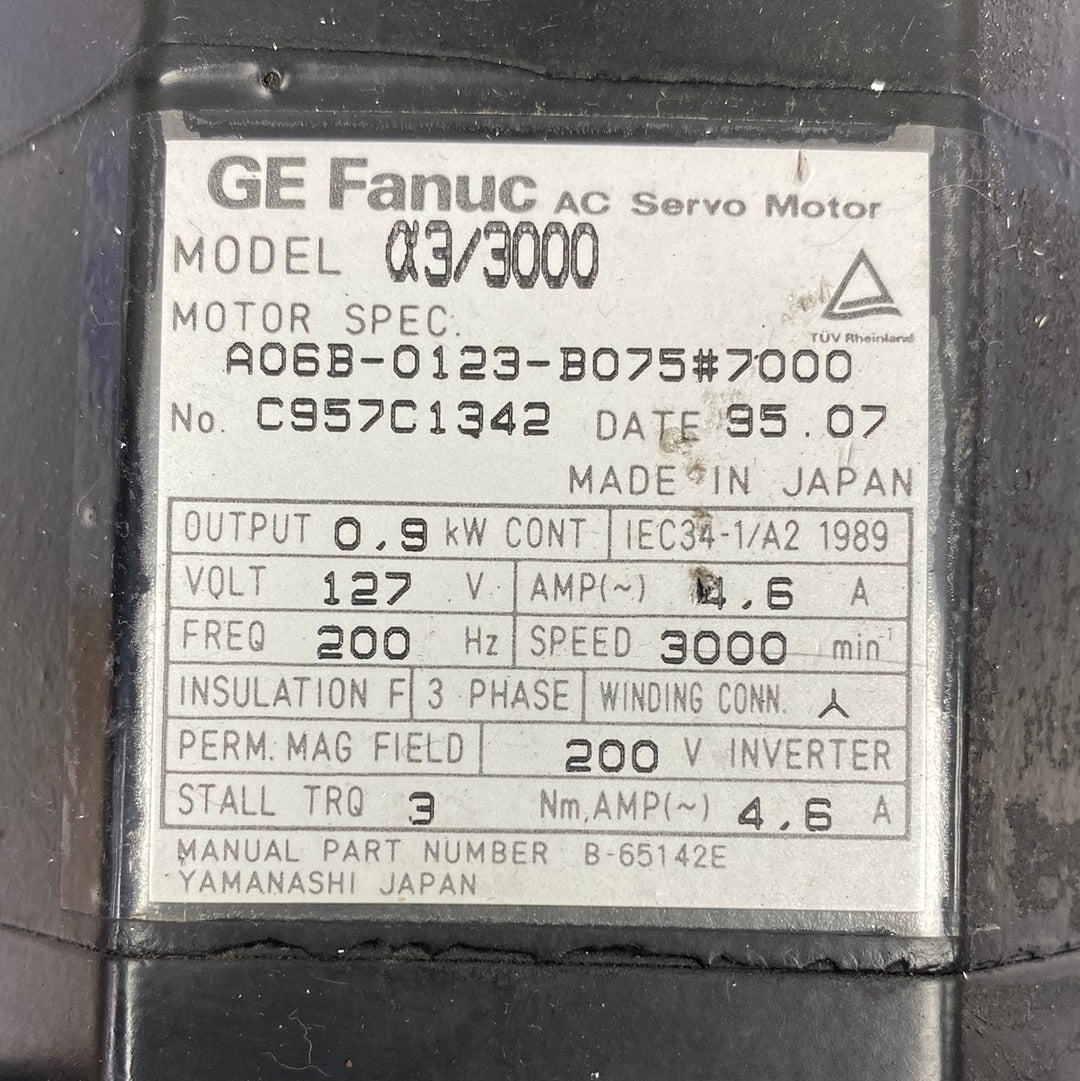 GE Fanuc AC Servo Motor
MODEL α3/3000
TÜV Rheinland
MOTOR SPEC.
A06B-0123-B075#7000
No. C957C1342 DATE 95.07
MADE IN JAPAN
OUTPUT 0.9 kW CONT IEC34-1/A2 1989
VOLT 127 V AMP(~) 4.6 A
FREQ 200 Hz SPEED 3000 min⁻¹
INSULATION F 3 PHASE WINDING CONN.
PERM. MAG FIELD 200 V INVERTER
STALL TRQ 3 Nm, AMP(~) 4.6 A
MANUAL PART NUMBER B-65142E
YAMANASHI JAPAN